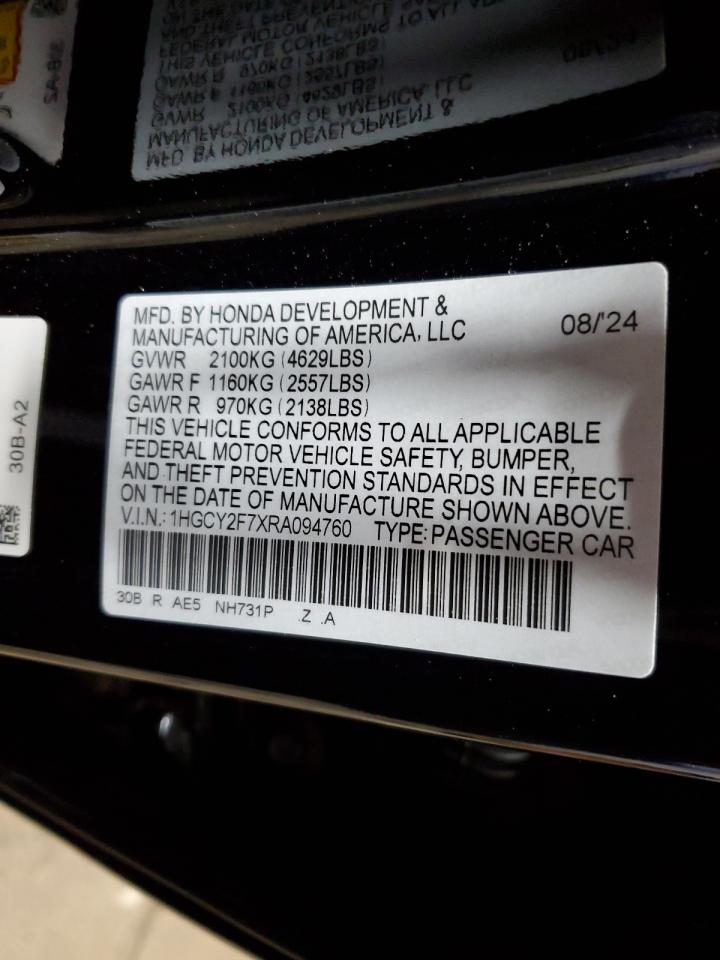 MFD. BY HONDA DEVELOPMENT &
MANUFACTURING OF AMERICA, LLC
08/'24
GVWR 2100KG (4629LBS)
GAWR F 1160KG (2557LBS)
GAWR R 970KG (2138LBS)
THIS VEHICLE CONFORMS TO ALL APPLICABLE
FEDERAL MOTOR VEHICLE SAFETY, BUMPER,
AND THEFT PREVENTION STANDARDS IN EFFECT
ON THE DATE OF MANUFACTURE SHOWN ABOVE.
V.I.N.: 1HGCY2F7XRA094760 TYPE: PASSENGER CAR
30B R AE5 NH731P .Z .A
30B-A2